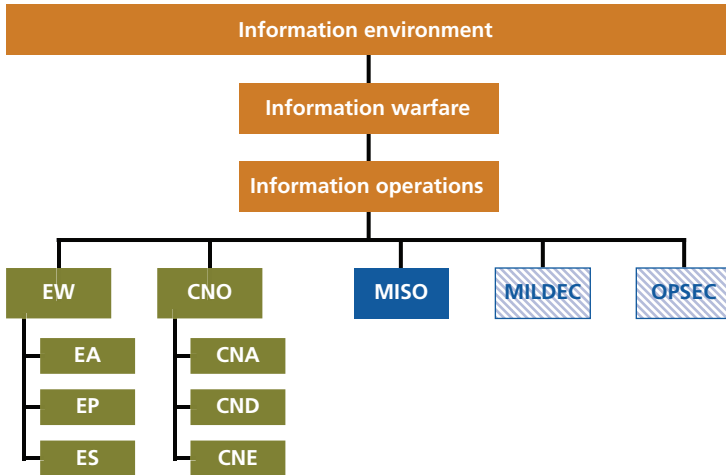 Information environment
Information warfare
Information operations
EW
CNO
MISO
MILDEC
OPSEC
EA
CNA
EP
CND
ES
CNE